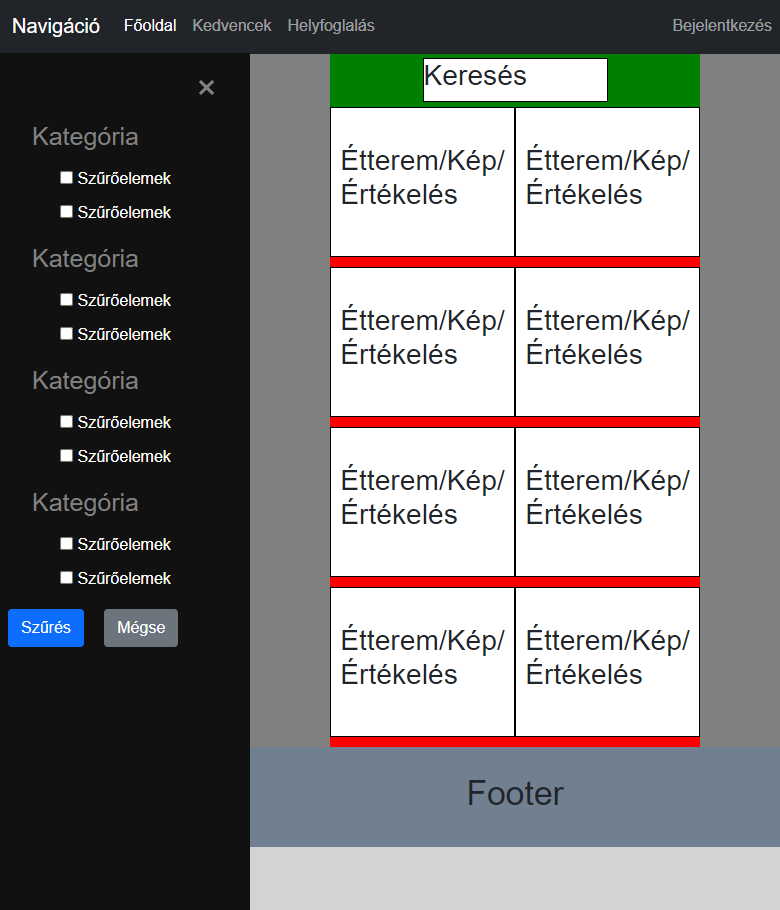 Navigáció Főoldal Kedvencek Helyfoglalás Bejelentkezés
×
Kategória
Szűrőelemek
Szűrőelemek
Kategória
Szűrőelemek
Szűrőelemek
Kategória
Szűrőelemek
Szűrőelemek
Kategória
Szűrőelemek
Szűrőelemek
Szűrés Mégse
Keresés
Étterem/Kép/
Értékelés
Étterem/Kép/
Értékelés
Étterem/Kép/
Értékelés
Étterem/Kép/
Értékelés
Étterem/Kép/
Értékelés
Étterem/Kép/
Értékelés
Étterem/Kép/
Értékelés
Étterem/Kép/
Értékelés
Footer